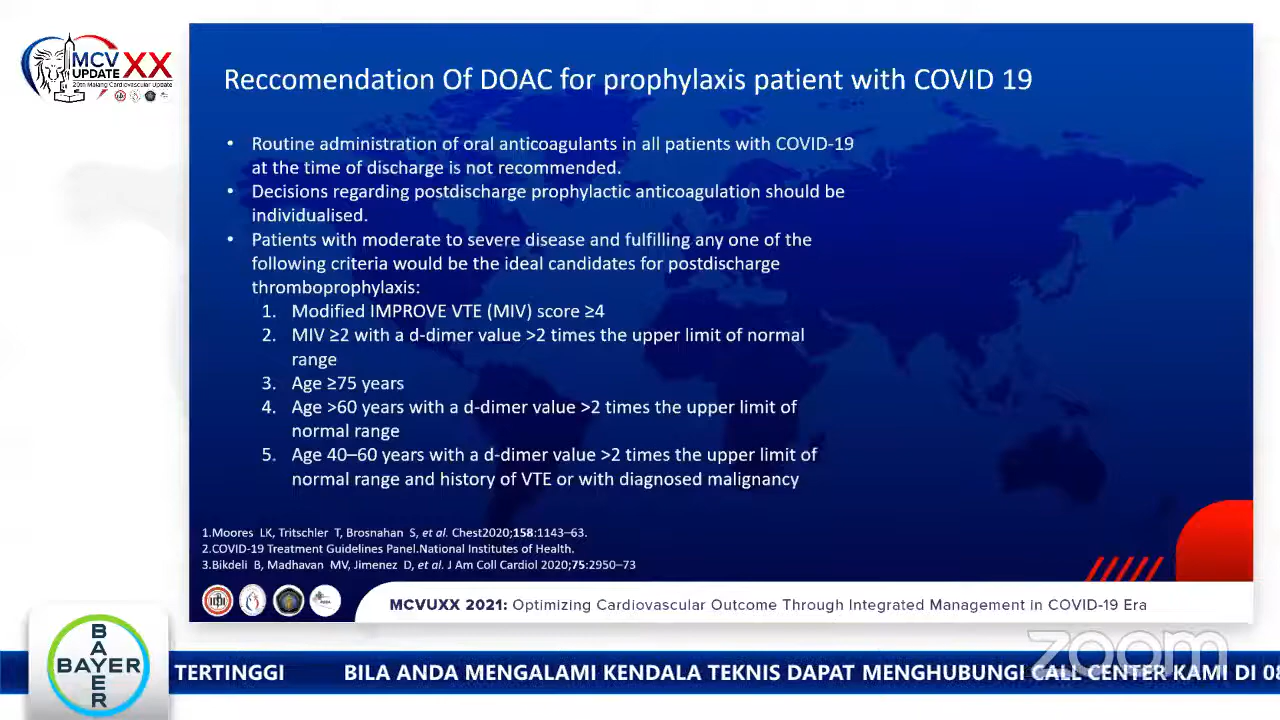 MCV
UPDATE XX
20th Malang Cardiovascular Update
Reccomendation Of DOAC for prophylaxis patient with COVID 19
• Routine administration of oral anticoagulants in all patients with COVID-19
at the time of discharge is not recommended.
• Decisions regarding postdischarge prophylactic anticoagulation should be
individualised.
• Patients with moderate to severe disease and fulfilling any one of the
following criteria would be the ideal candidates for postdischarge
thromboprophylaxis:
1. Modified IMPROVE VTE (MIV) score ≥4
2. MIV ≥2 with a d-dimer value >2 times the upper limit of normal
range
3. Age ≥75 years
4. Age >60 years with a d-dimer value >2 times the upper limit of
normal range
5. Age 40–60 years with a d-dimer value >2 times the upper limit of
normal range and history of VTE or with diagnosed malignancy
1.Moores LK, Tritschler T, Brosnahan S, et al. Chest2020;158:1143–63.
2.COVID-19 Treatment Guidelines Panel.National Institutes of Health.
3.Bikdeli B, Madhavan MV, Jimenez D, et al. J Am Coll Cardiol 2020;75:2950–73
MCVUXX 2021: Optimizing Cardiovascular Outcome Through Integrated Management in COVID-19 Era
zoom
BAYER
BAYER
TERTINGGI BILA ANDA MENGALAMI KENDALA TEKNIS DAPAT MENGHUBUNGI CALL CENTER KAMI DI 08